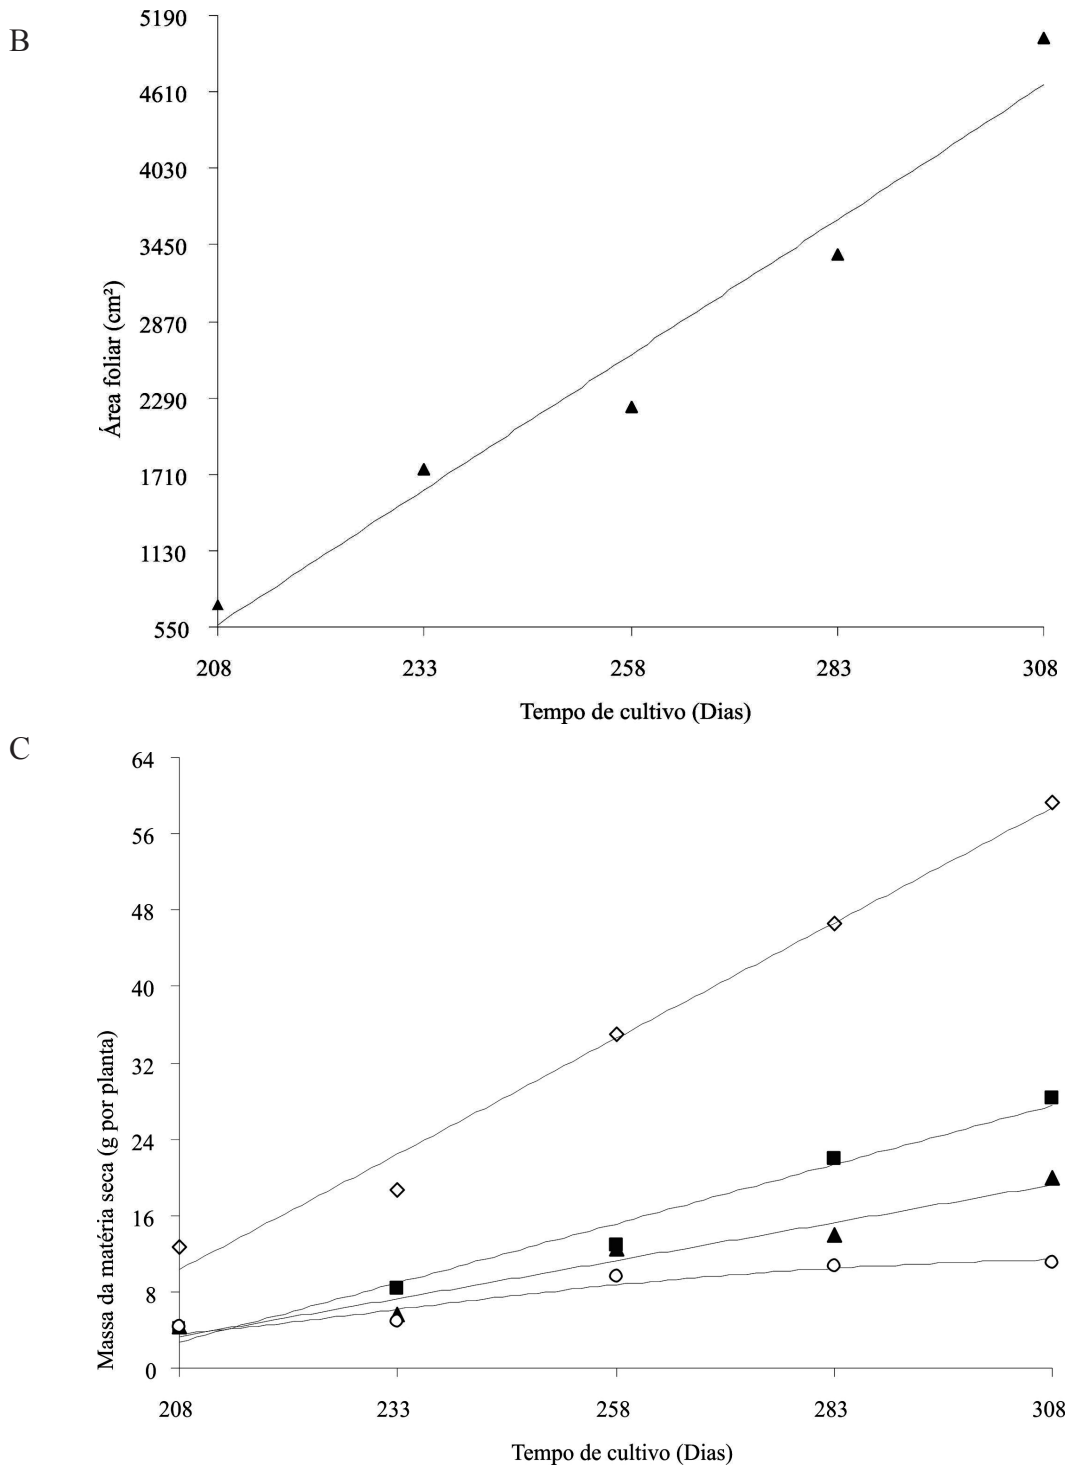 B
5190
4610
4030
3450
2870
2290
1710
1130
550
Área foliar (cm²)
208 233 258 283 308
Tempo de cultivo (Dias)
C
64
56
48
40
32
24
16
8
0
Massa da matéria seca (g por planta)
208 233 258 283 308
Tempo de cultivo (Dias)